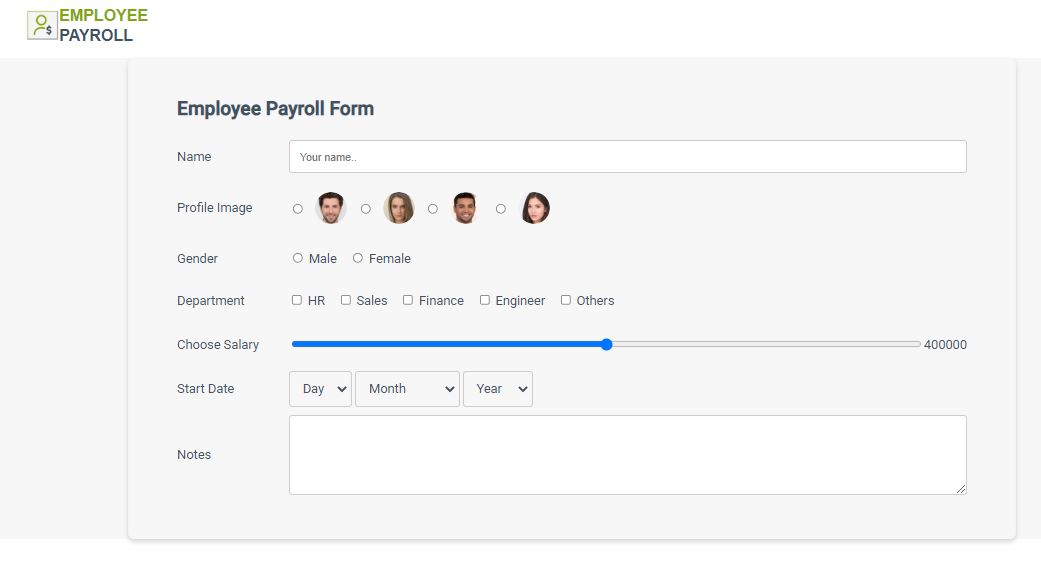 EMPLOYEE
PAYROLL
Employee Payroll Form
Name Your name..
Profile Image
Gender Male Female
Department HR Sales Finance Engineer Others
Choose Salary 400000
Start Date Day Month Year
Notes